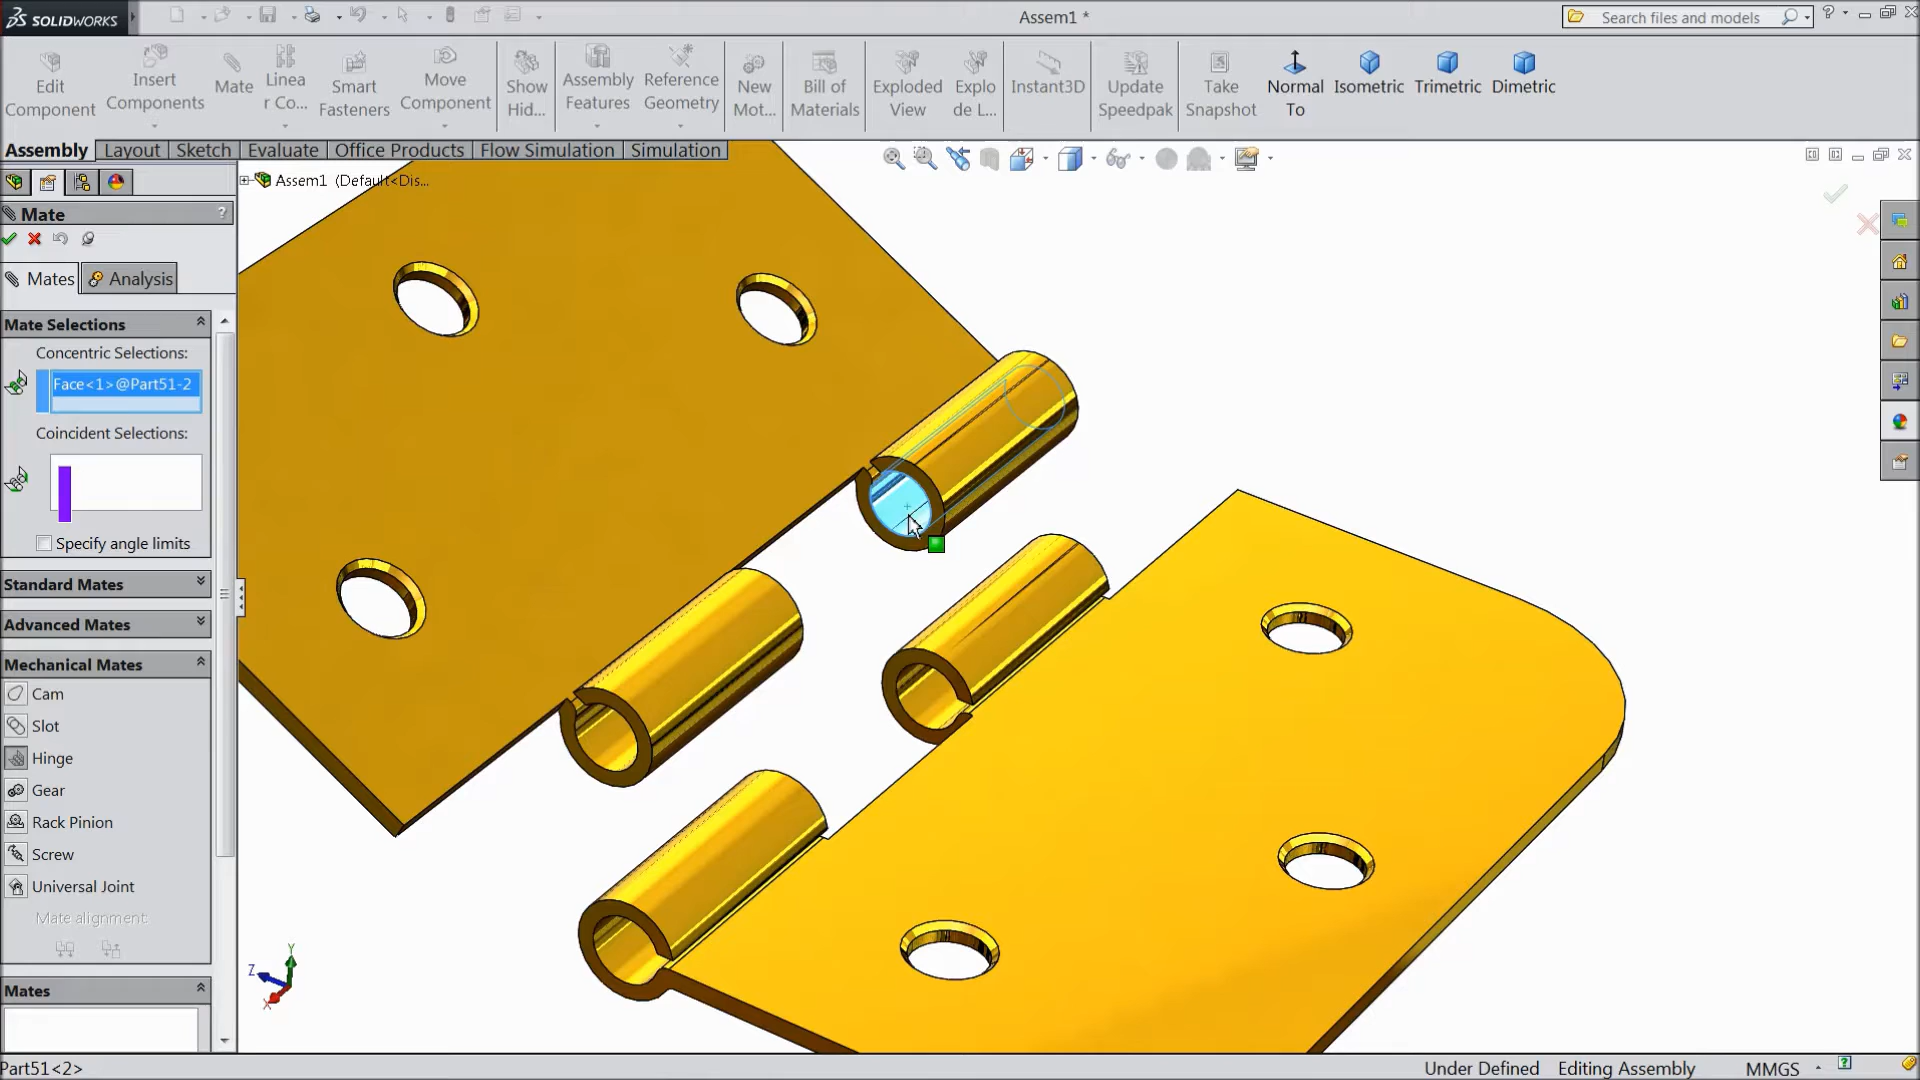 SOLIDWORKS
Assem1 *
Search files and models
?
Edit Component
Insert Components
Mate
Linea r Co...
Smart Fasteners
Move Component
Show Hid...
Assembly Features
Reference Geometry
New Mot...
Bill of Materials
Exploded View
Explo de L...
Instant3D
Update Speedpak
Take Snapshot
Normal To
Isometric
Trimetric
Dimetric
Assembly
Layout
Sketch
Evaluate
Office Products
Flow Simulation
Simulation
Assem1 (Default<Dis...
Mate
?
Mates
Analysis
Mate Selections
Concentric Selections:
Face<1>@Part51-2
Coincident Selections:
Specify angle limits
Standard Mates
Advanced Mates
Mechanical Mates
Cam
Slot
Hinge
Gear
Rack Pinion
Screw
Universal Joint
Mate alignment:
Mates
Y
Z
X
Part51<2>
Under Defined
Editing Assembly
MMGS
?